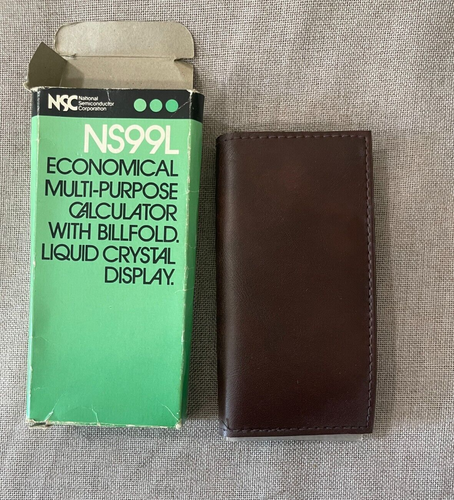 NSC National
Semiconductor
Corporation
NS99L
ECONOMICAL
MULTI-PURPOSE
CALCULATOR
WITH BILLFOLD.
LIQUID CRYSTAL
DISPLAY.